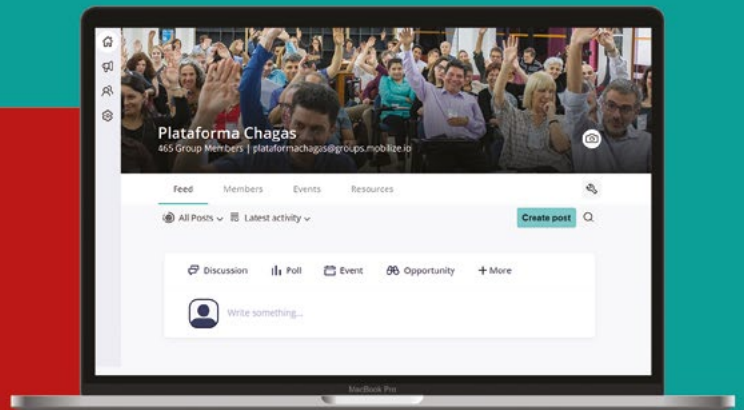 Plataforma Chagas
465 Group Members | plataformachagas@groups.mobilize.io
Feed Members Events Resources
All Posts Latest activity Create post
Discussion Poll Event Opportunity + More
Write something...
MacBook Pro